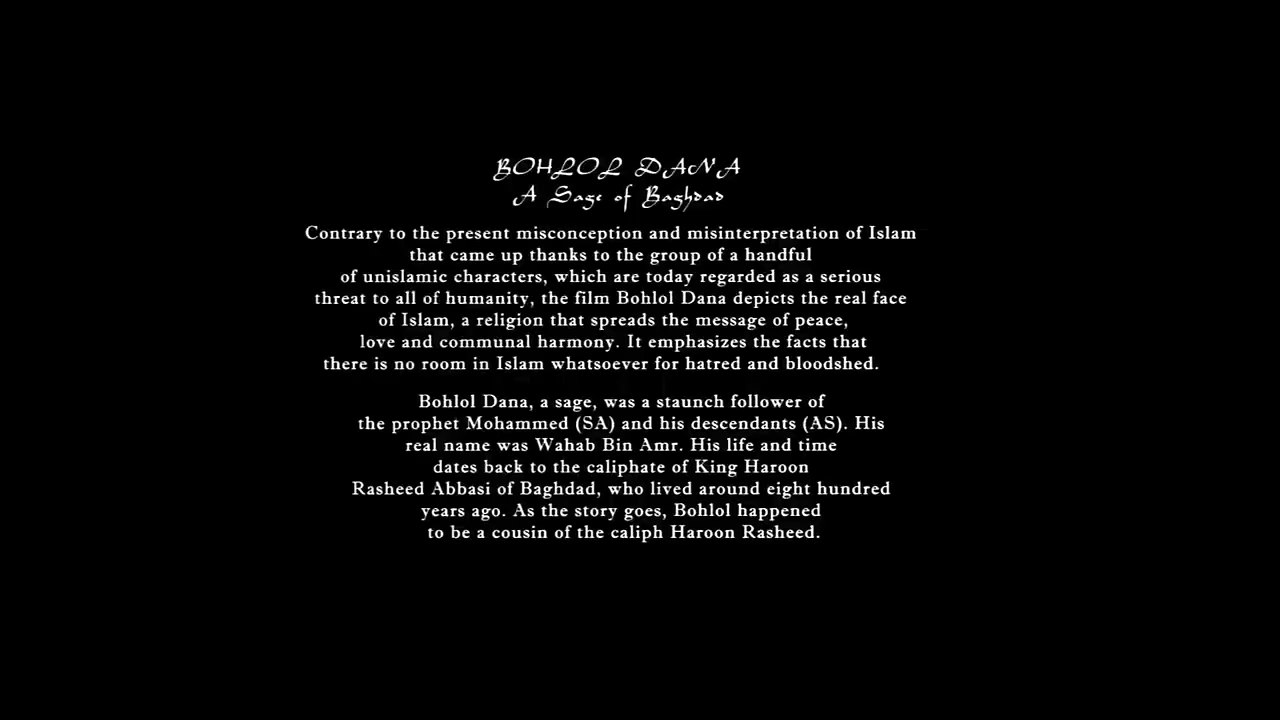 BOHLOL DANA
A Sage of Baghdad
Contrary to the present misconception and misinterpretation of Islam
that came up thanks to the group of a handful
of unislamic characters, which are today regarded as a serious
threat to all of humanity, the film Bohlol Dana depicts the real face
of Islam, a religion that spreads the message of peace,
love and communal harmony. It emphasizes the facts that
there is no room in Islam whatsoever for hatred and bloodshed.
Bohlol Dana, a sage, was a staunch follower of
the prophet Mohammed (SA) and his descendants (AS). His
real name was Wahab Bin Amr. His life and time
dates back to the caliphate of King Haroon
Rasheed Abbasi of Baghdad, who lived around eight hundred
years ago. As the story goes, Bohlol happened
to be a cousin of the caliph Haroon Rasheed.